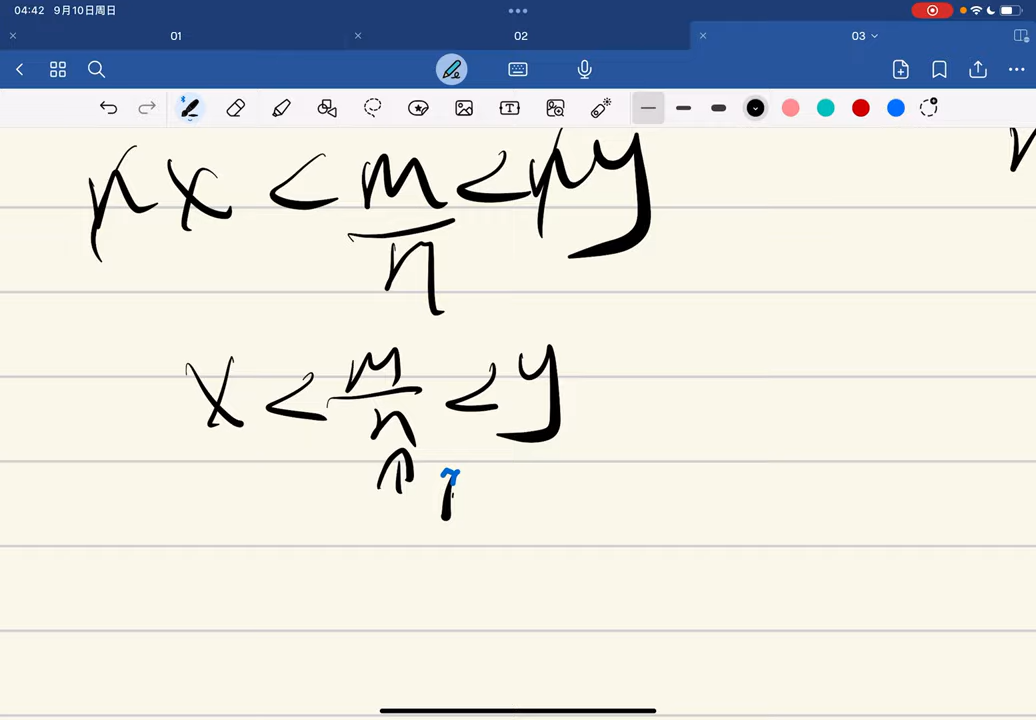 04:42 9月10日周日
01 02 03
nx < m/n < ny
x < m/n < y